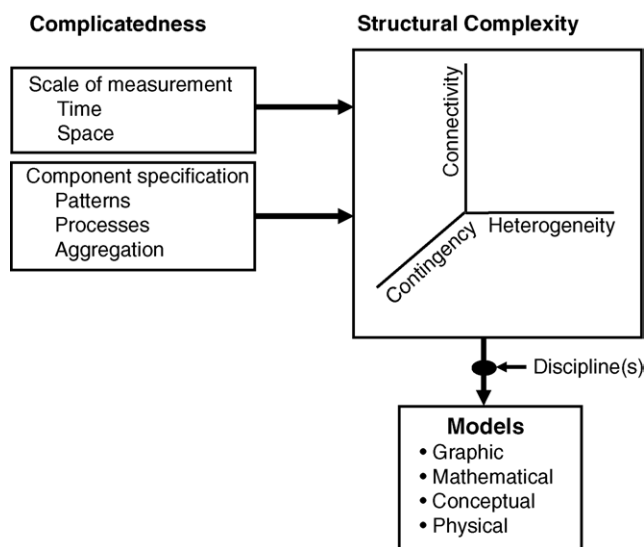 Complicatedness
Structural Complexity
Scale of measurement
Time
Space
Component specification
Patterns
Processes
Aggregation
Connectivity
Heterogeneity
Contingency
Discipline(s)
Models
• Graphic
• Mathematical
• Conceptual
• Physical